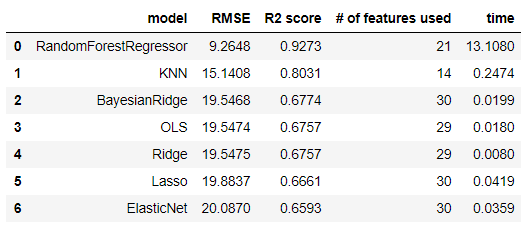 model RMSE R2 score # of features used time
0 RandomForestRegressor 9.2648 0.9273 21 13.1080
1 KNN 15.1408 0.8031 14 0.2474
2 BayesianRidge 19.5468 0.6774 30 0.0199
3 OLS 19.5474 0.6757 29 0.0180
4 Ridge 19.5475 0.6757 29 0.0080
5 Lasso 19.8837 0.6661 30 0.0419
6 ElasticNet 20.0870 0.6593 30 0.0359